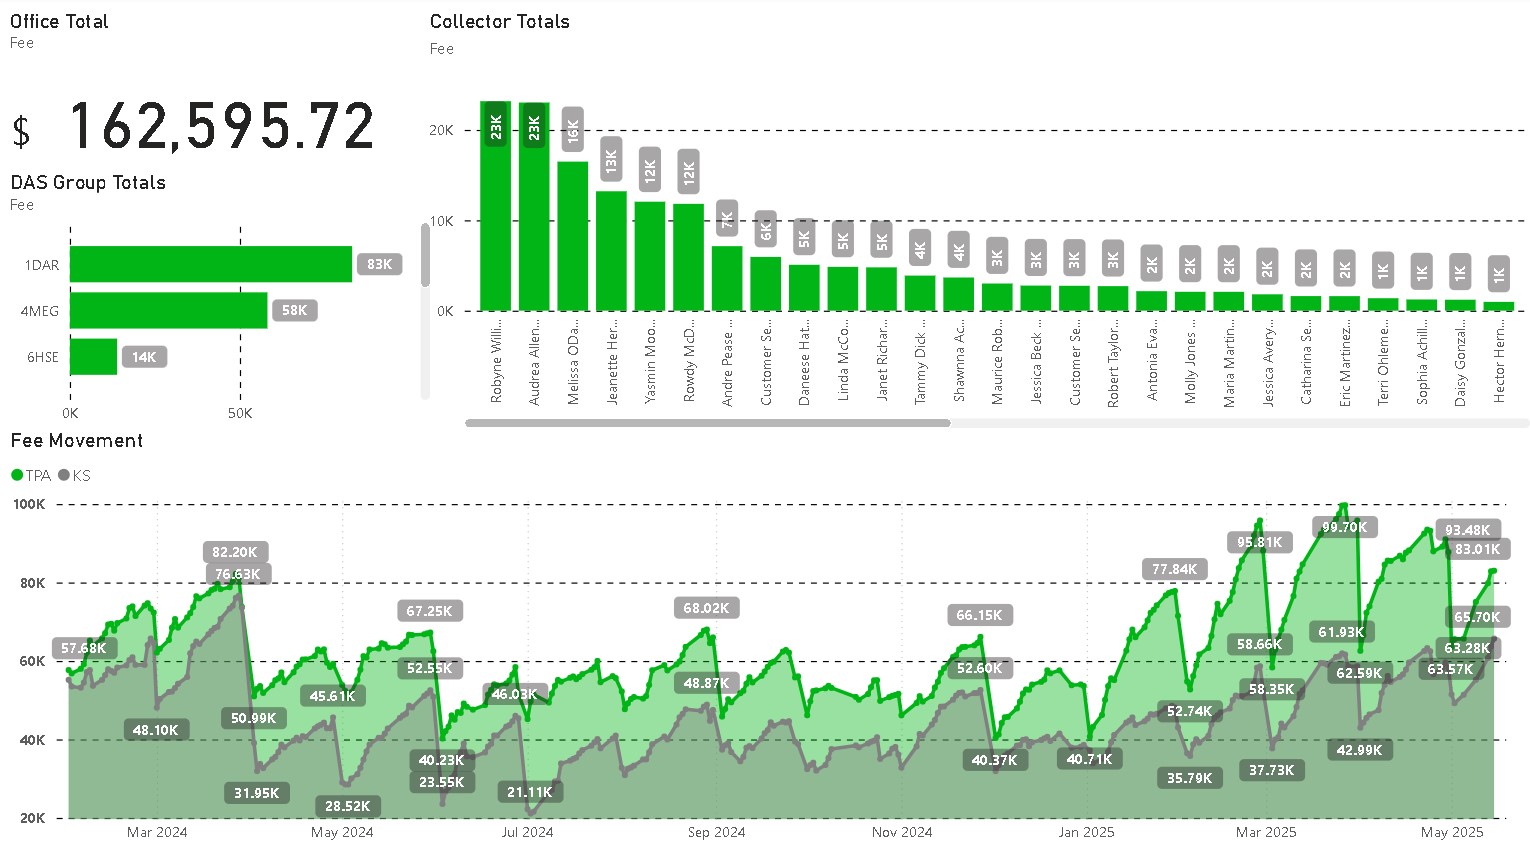 Office Total
Fee
$ 162,595.72
DAS Group Totals
Fee
1DAR 83K
4MEG 58K
6HSE 14K
0K 50K
Collector Totals
Fee
20K
10K
0K
23K 23K 16K 13K 12K 12K 7K 6K 5K 5K 5K 4K 4K 3K 3K 3K 3K 2K 2K 2K 2K 2K 2K 1K 1K 1K 1K
Robyne Willi...
Audrea Allen...
Melissa ODa...
Jeanette Her...
Yasmin Moo...
Rowdy McD...
Andre Pease ...
Customer Se...
Daneese Hat...
Linda McCo...
Janet Richar...
Tammy Dick ...
Shawnna Ac...
Maurice Rob...
Jessica Beck ...
Customer Se...
Robert Taylor...
Antonia Eva...
Molly Jones ...
Maria Martin...
Jessica Avery...
Catharina Se...
Eric Martinez...
Terri Ohleme...
Sophia Achill...
Daisy Gonzal...
Hector Hern...
Fee Movement
TPA KS
100K
80K
60K
40K
20K
57.68K
48.10K
82.20K
76.63K
50.99K
31.95K
45.61K
28.52K
67.25K
52.55K
40.23K
23.55K
46.03K
21.11K
68.02K
48.87K
66.15K
52.60K
40.37K
40.71K
77.84K
52.74K
35.79K
95.81K
58.66K
58.35K
37.73K
99.70K
61.93K
62.59K
42.99K
93.48K
83.01K
65.70K
63.28K
63.57K
Mar 2024 May 2024 Jul 2024 Sep 2024 Nov 2024 Jan 2025 Mar 2025 May 2025